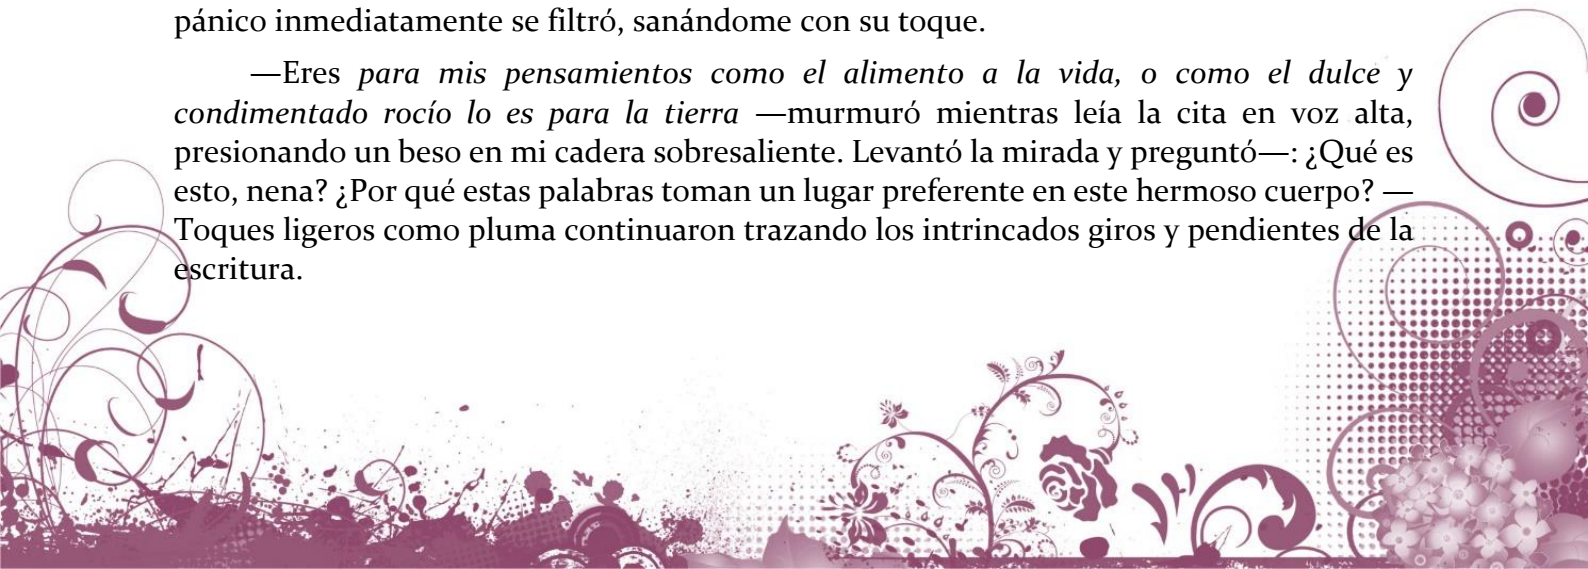 pánico inmediatamente se filtró, sanándome con su toque.
—Eres para mis pensamientos como el alimento a la vida, o como el dulce y
condimentado rocío lo es para la tierra —murmuró mientras leía la cita en voz alta,
presionando un beso en mi cadera sobresaliente. Levantó la mirada y preguntó—: ¿Qué es
esto, nena? ¿Por qué estas palabras toman un lugar preferente en este hermoso cuerpo? —
Toques ligeros como pluma continuaron trazando los intrincados giros y pendientes de la
escritura.